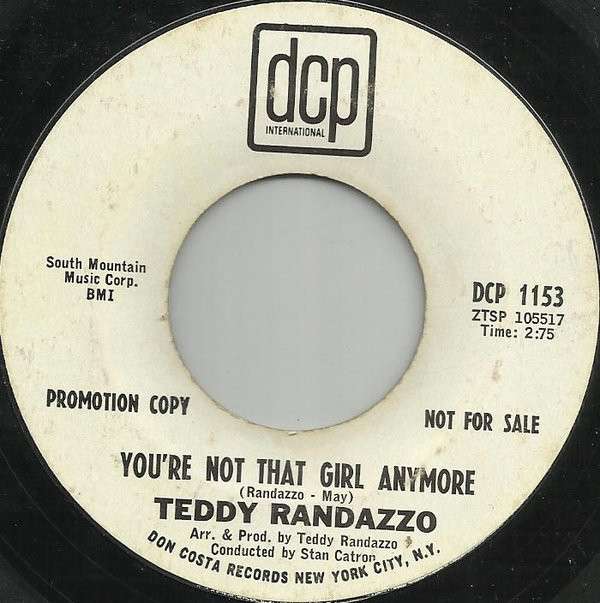 dcp
INTERNATIONAL
South Mountain
Music Corp.
BMI
DCP 1153
ZTSP 105517
Time: 2:75
PROMOTION COPY
NOT FOR SALE
YOU'RE NOT THAT GIRL ANYMORE
(Randazzo - May)
TEDDY RANDAZZO
Arr. & Prod. by Teddy Randazzo
Conducted by Stan Catron
DON COSTA RECORDS NEW YORK CITY, N.Y.